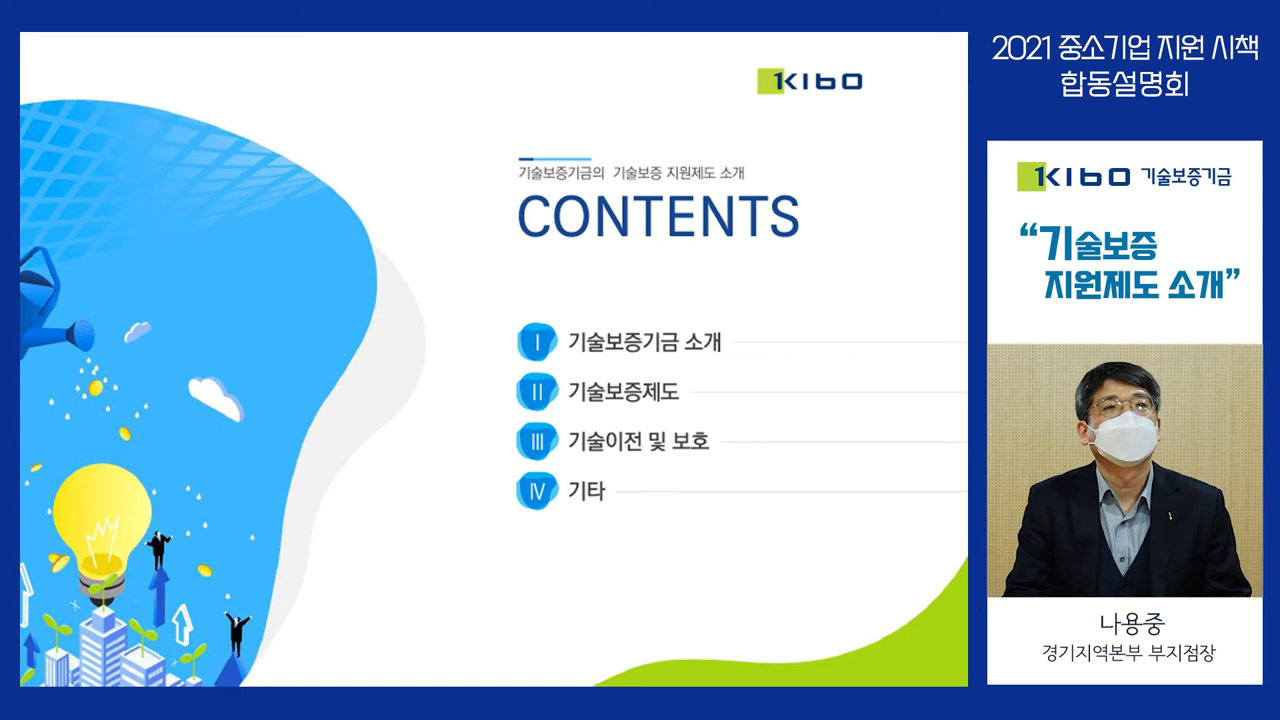 KIBO
기술보증기금의 기술보증 지원제도 소개
CONTENTS
Ⅰ 기술보증기금 소개
Ⅱ 기술보증제도
Ⅲ 기술이전 및 보호
Ⅳ 기타
2021 중소기업 지원 시책
합동설명회
KIBO 기술보증기금
“기술보증
지원제도 소개”
나용중
경기지역본부 부지점장